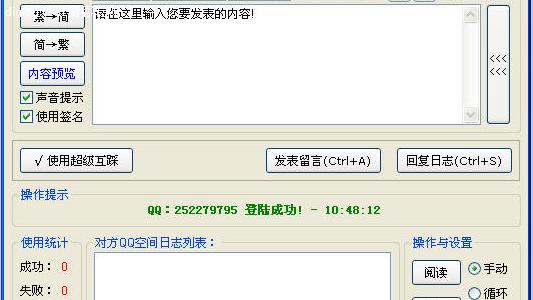 繁→简
请在这里输入您要发表的内容!
简→繁
内容预览
声音提示
使用签名
<<<
<<<
√ 使用超级互踩
发表留言(Ctrl+A)
回复日志(Ctrl+S)
操作提示
QQ：252279795 登陆成功! - 10:48:12
使用统计
对方QQ空间日志列表：
操作与设置
成功： 0
阅读
手动
失败： 0
循环